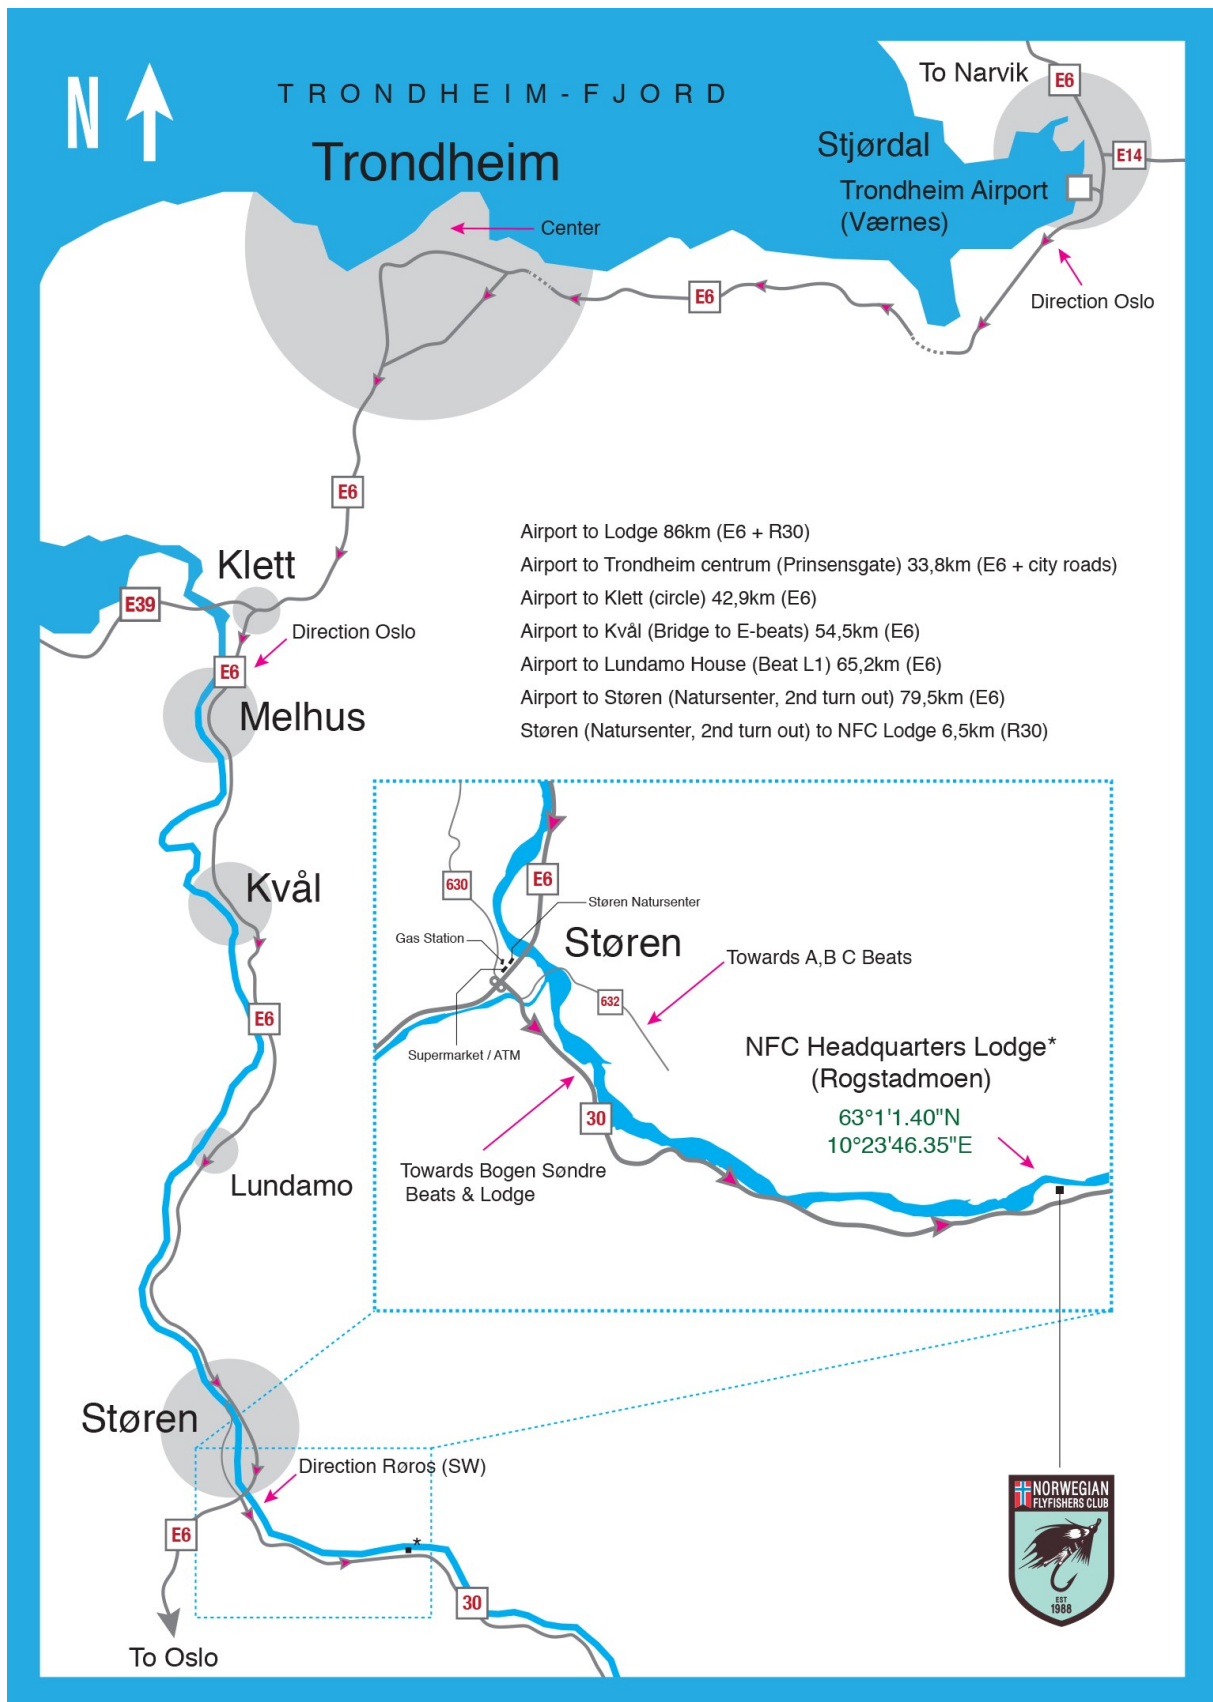 N
TRONDHEIM-FJORD
Trondheim
Center
To Narvik
E6
Stjørdal
E14
Trondheim Airport
(Værnes)
Direction Oslo
E6
E6
Airport to Lodge 86km (E6 + R30)
Airport to Trondheim centrum (Prinsensgate) 33,8km (E6 + city roads)
Airport to Klett (circle) 42,9km (E6)
Airport to Kvål (Bridge to E-beats) 54,5km (E6)
Airport to Lundamo House (Beat L1) 65,2km (E6)
Airport to Støren (Natursenter, 2nd turn out) 79,5km (E6)
Støren (Natursenter, 2nd turn out) to NFC Lodge 6,5km (R30)
Klett
E39
Direction Oslo
E6
Melhus
Kvål
E6
Lundamo
630
E6
Støren Natursenter
Gas Station
Støren
Towards A,B C Beats
632
Supermarket / ATM
NFC Headquarters Lodge*
(Rogstadmoen)
63°1'1.40"N
10°23'46.35"E
30
Towards Bogen Søndre
Beats & Lodge
Støren
Direction Røros (SW)
E6
*
30
To Oslo
NORWEGIAN
FLYFISHERS CLUB
EST
1988